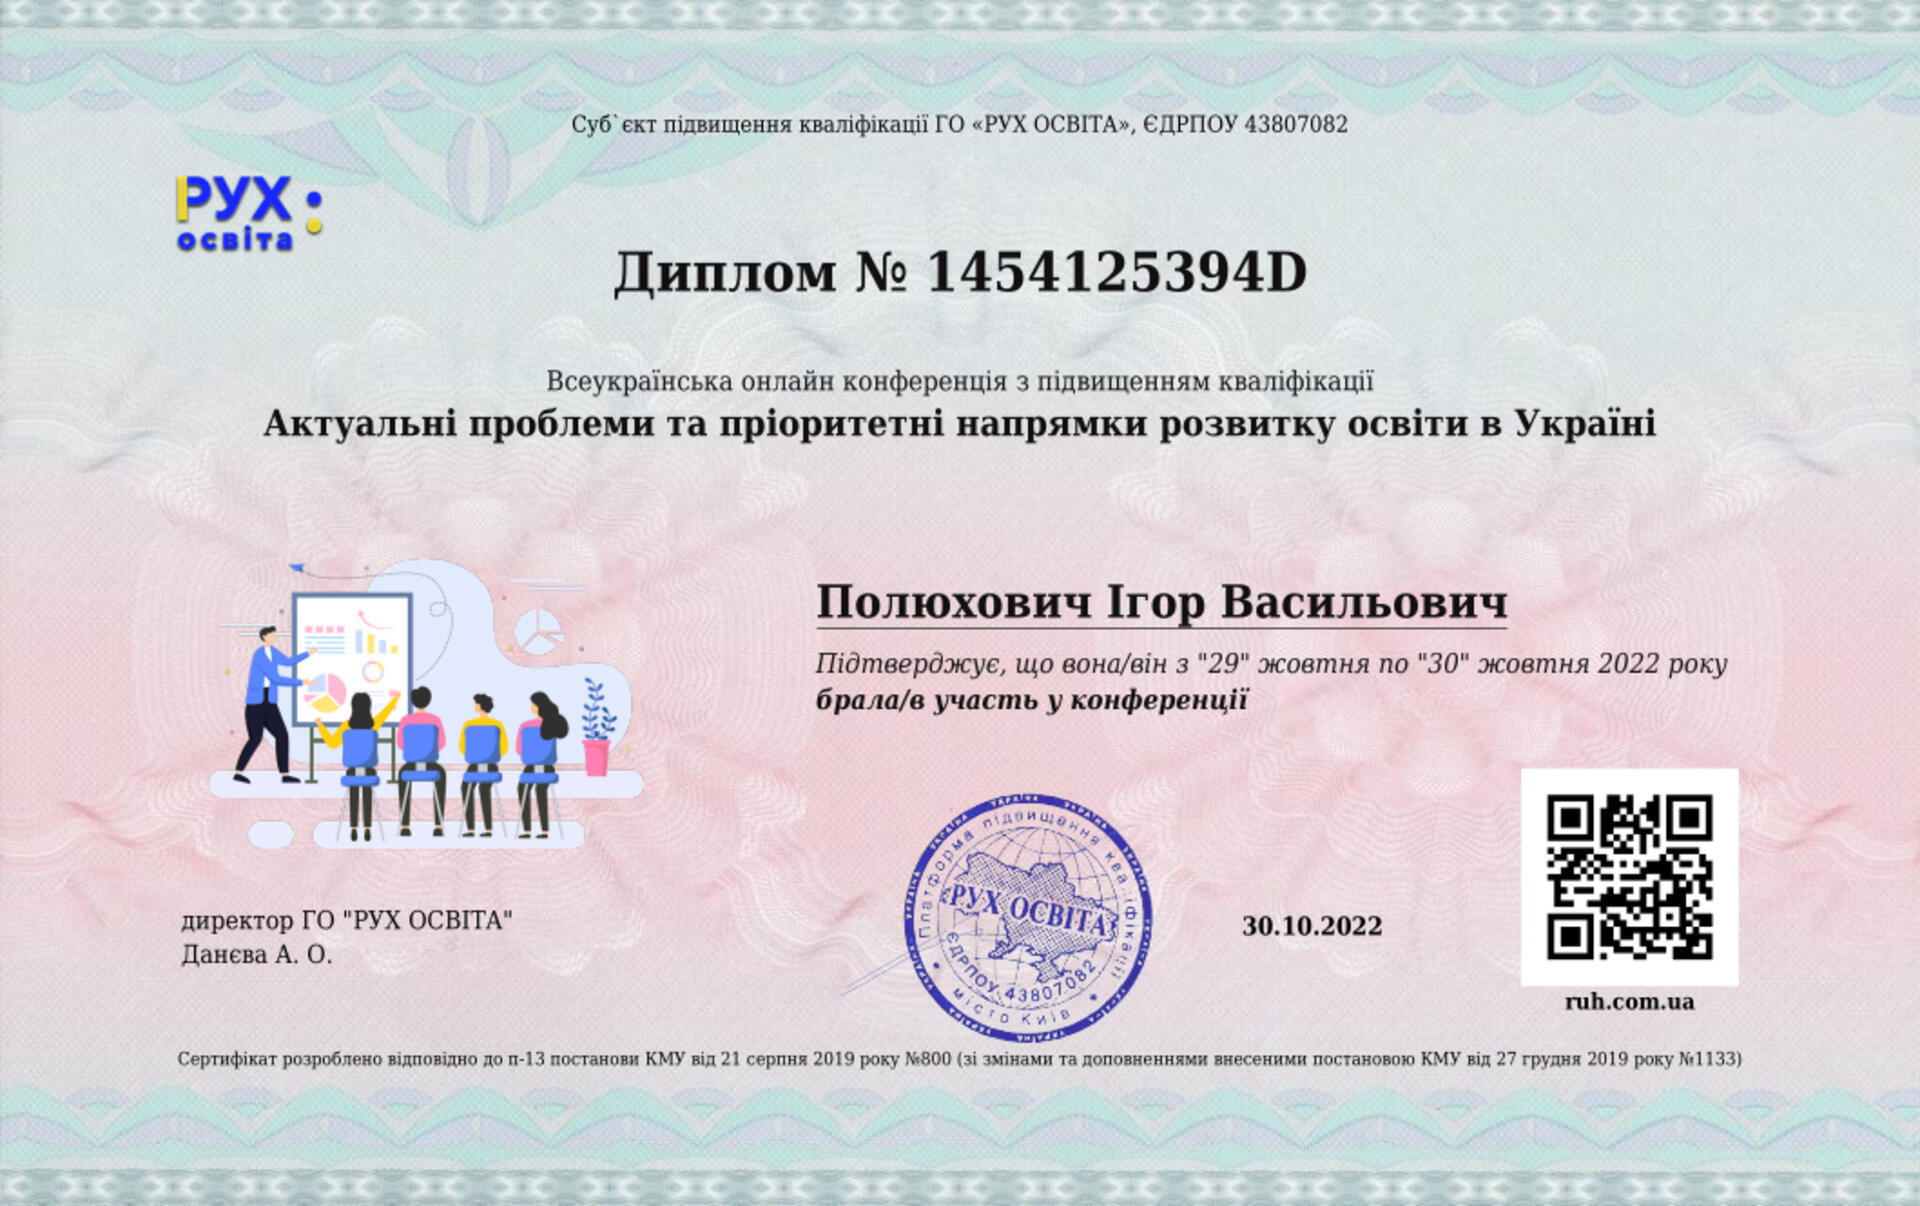 Суб`єкт підвищення кваліфікації ГО «РУХ ОСВІТА», ЄДРПОУ 43807082
РУХ
освіта
Диплом № 1454125394D
Всеукраїнська онлайн конференція з підвищенням кваліфікації
Актуальні проблеми та пріоритетні напрямки розвитку освіти в Україні
Полюхович Ігор Васильович
Підтверджує, що вона/він з "29" жовтня по "30" жовтня 2022 року
брала/в участь у конференції
директор ГО "РУХ ОСВІТА"
Данєва А. О.
Платформа підвищення кваліфікації
РУХ ОСВІТА
ЄДРПОУ 43807082
місто Київ
30.10.2022
ruh.com.ua
Сертифікат розроблено відповідно до п-13 постанови КМУ від 21 серпня 2019 року №800 (зі змінами та доповненнями внесеними постановою КМУ від 27 грудня 2019 року №1133)